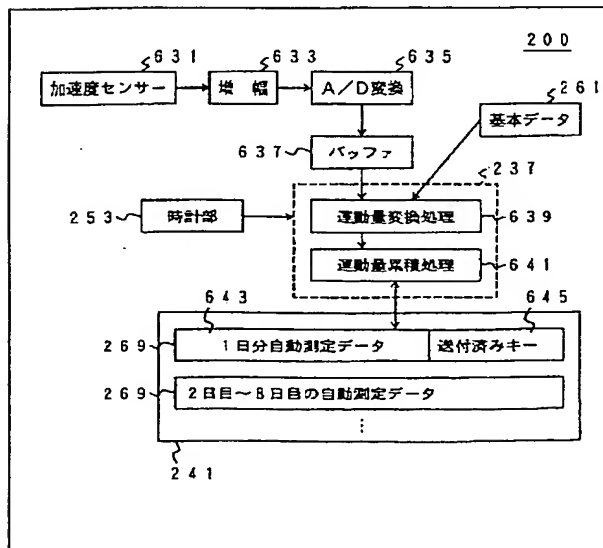 200
631 633 635
加速度センサー 増 幅 A/D変換
261
基本データ
637 バッファ
237
253 時計部 運動量変換処理 639
運動量累積処理 641
643 645
269 1日分自動測定データ 送付済みキー
269 2日目~8日目の自動測定データ
⋮
241